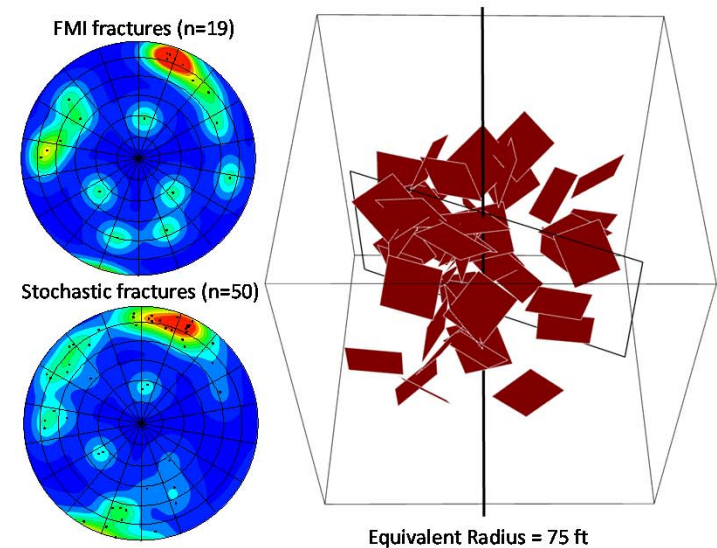 FMI fractures (n=19)
Stochastic fractures (n=50)
Equivalent Radius = 75 ft